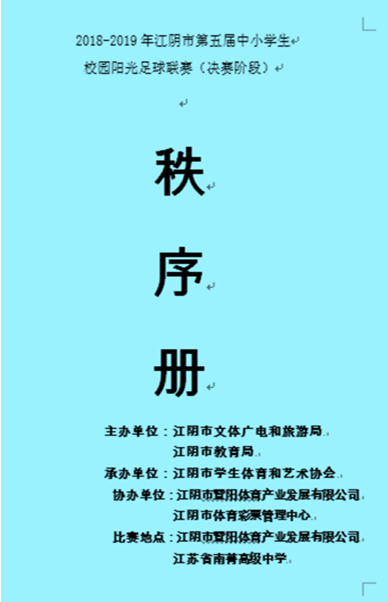 2018-2019年江阴市第五届中小学生
校园阳光足球联赛（决赛阶段）
秩
序
册
主办单位：江阴市文体广电和旅游局
江阴市教育局
承办单位：江阴市学生体育和艺术协会
协办单位：江阴市暨阳体育产业发展有限公司
江阴市体育彩票管理中心
比赛地点：江阴市暨阳体育产业发展有限公司
江苏省南菁高级中学